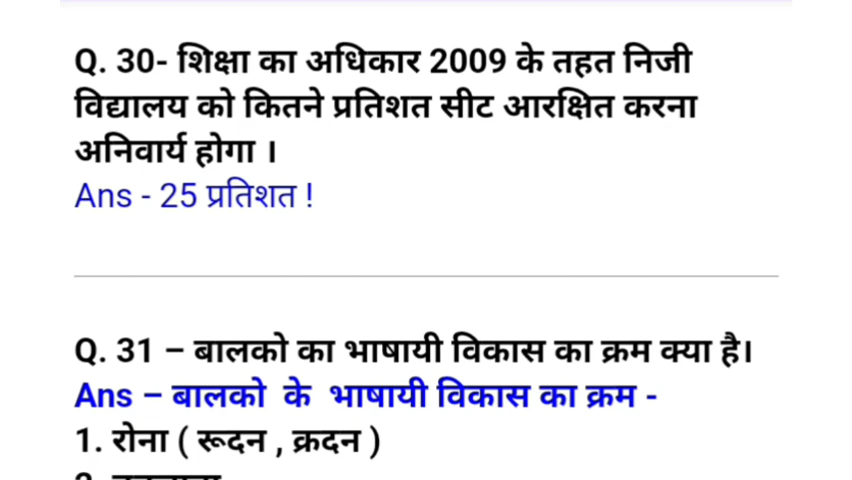 Q. 30- शिक्षा का अधिकार 2009 के तहत निजी
विद्यालय को कितने प्रतिशत सीट आरक्षित करना
अनिवार्य होगा ।
Ans - 25 प्रतिशत !
Q. 31 – बालको का भाषायी विकास का क्रम क्या है।
Ans – बालको के भाषायी विकास का क्रम -
1. रोना ( रूदन , क्रदन )